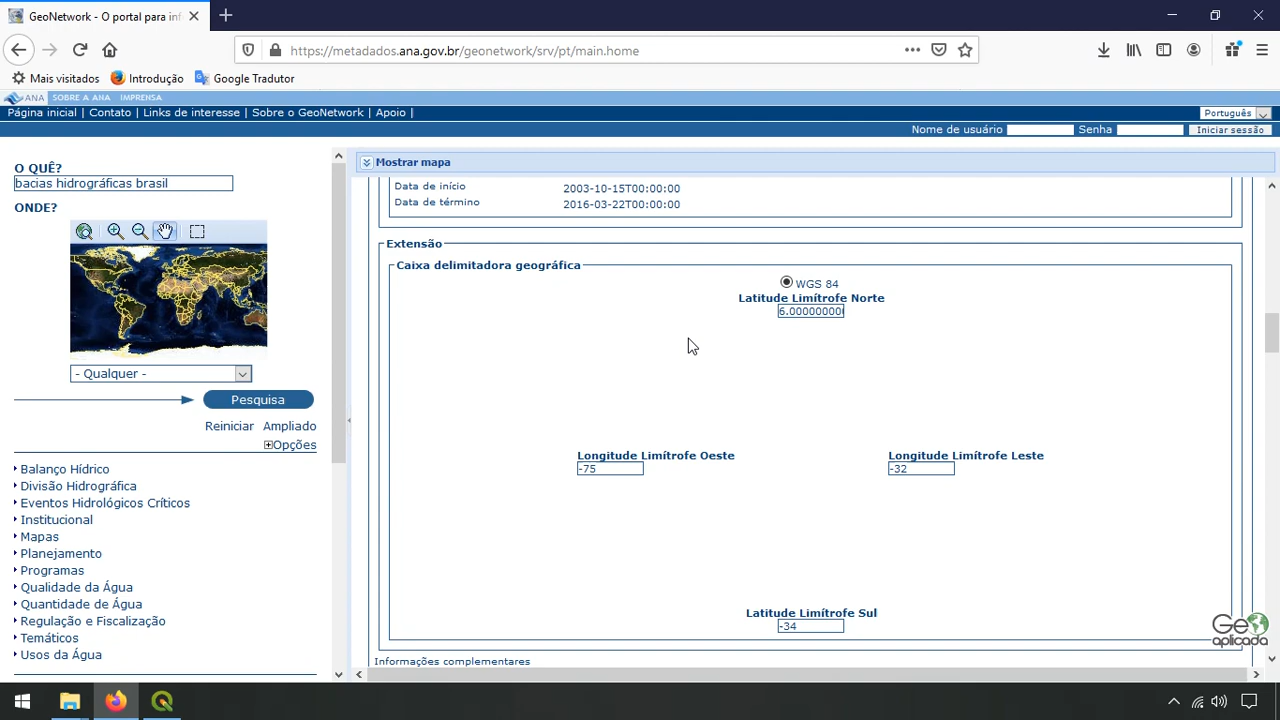 GeoNetwork - O portal para inf
https://metadados.ana.gov.br/geonetwork/srv/pt/main.home
Mais visitados
Introdução
Google Tradutor
ANA SOBRE A ANA IMPRENSA
Página inicial | Contato | Links de interesse | Sobre o GeoNetwork | Apoio |
Português
Nome de usuário
Senha
Iniciar sessão
O QUÊ?
bacias hidrográficas brasil
ONDE?
- Qualquer -
Pesquisa
Reiniciar Ampliado
Opções
Balanço Hídrico
Divisão Hidrográfica
Eventos Hidrológicos Críticos
Institucional
Mapas
Planejamento
Programas
Qualidade da Água
Quantidade de Água
Regulação e Fiscalização
Temáticos
Usos da Água
Mostrar mapa
Data de início 2003-10-15T00:00:00
Data de término 2016-03-22T00:00:00
Extensão
Caixa delimitadora geográfica
WGS 84
Latitude Limítrofe Norte
6.00000000
Longitude Limítrofe Oeste
-75
Longitude Limítrofe Leste
-32
Latitude Limítrofe Sul
-34
Informações complementares
Geo
aplicada